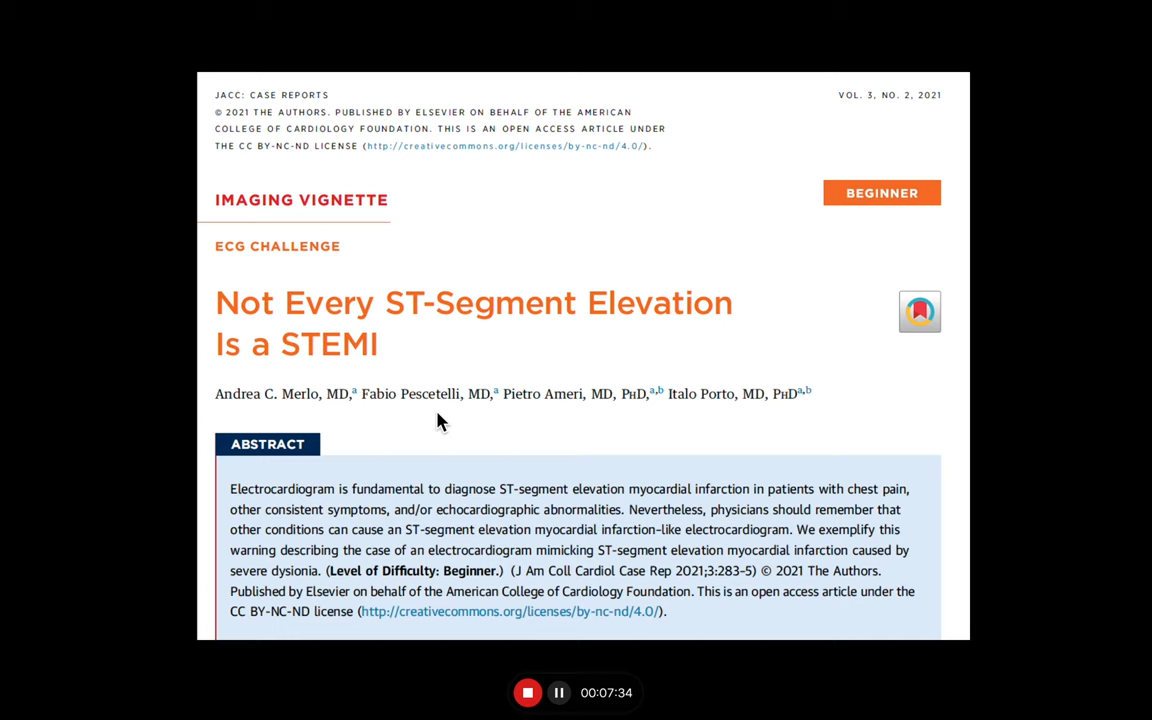 JACC: CASE REPORTS
VOL. 3, NO. 2, 2021
© 2021 THE AUTHORS. PUBLISHED BY ELSEVIER ON BEHALF OF THE AMERICAN
COLLEGE OF CARDIOLOGY FOUNDATION. THIS IS AN OPEN ACCESS ARTICLE UNDER
THE CC BY-NC-ND LICENSE (http://creativecommons.org/licenses/by-nc-nd/4.0/).
IMAGING VIGNETTE
BEGINNER
ECG CHALLENGE
Not Every ST-Segment Elevation
Is a STEMI
Andrea C. Merlo, MD,a Fabio Pescetelli, MD,a Pietro Ameri, MD, PHD,a,b Italo Porto, MD, PHDa,b
ABSTRACT
Electrocardiogram is fundamental to diagnose ST-segment elevation myocardial infarction in patients with chest pain,
other consistent symptoms, and/or echocardiographic abnormalities. Nevertheless, physicians should remember that
other conditions can cause an ST-segment elevation myocardial infarction–like electrocardiogram. We exemplify this
warning describing the case of an electrocardiogram mimicking ST-segment elevation myocardial infarction caused by
severe dysionia. (Level of Difficulty: Beginner.) (J Am Coll Cardiol Case Rep 2021;3:283–5) © 2021 The Authors.
Published by Elsevier on behalf of the American College of Cardiology Foundation. This is an open access article under the
CC BY-NC-ND license (http://creativecommons.org/licenses/by-nc-nd/4.0/).
00:07:34